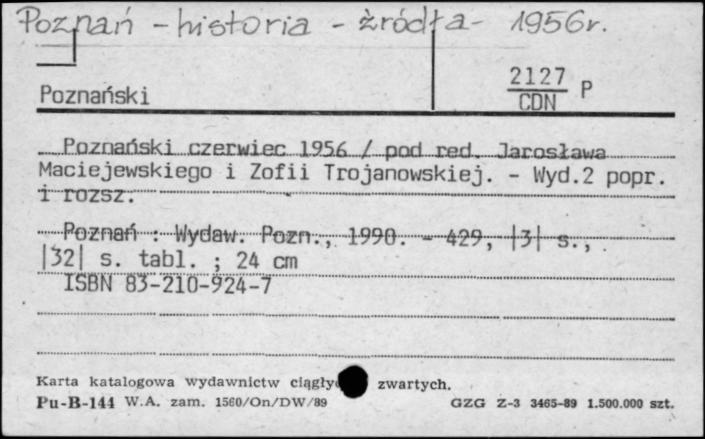 Poznań - historia - źródła - 1956r.
2127 P
Poznański CDN
Poznański czerwiec 1956 / pod red. Jarosława
Maciejewskiego i Zofii Trojanowskiej. - Wyd.2 popr.
i rozsz.
Poznań : Wydaw. Pozn., 1990. - 429, |3| s.,
|32| s. tabl. ; 24 cm
ISBN 83-210-924-7
Karta katalogowa wydawnictw zwartych.
Pu-B-144 W.A. zam. 1560/On/DW/89 GZG Z-3 3465-89 1.500.000 szt.